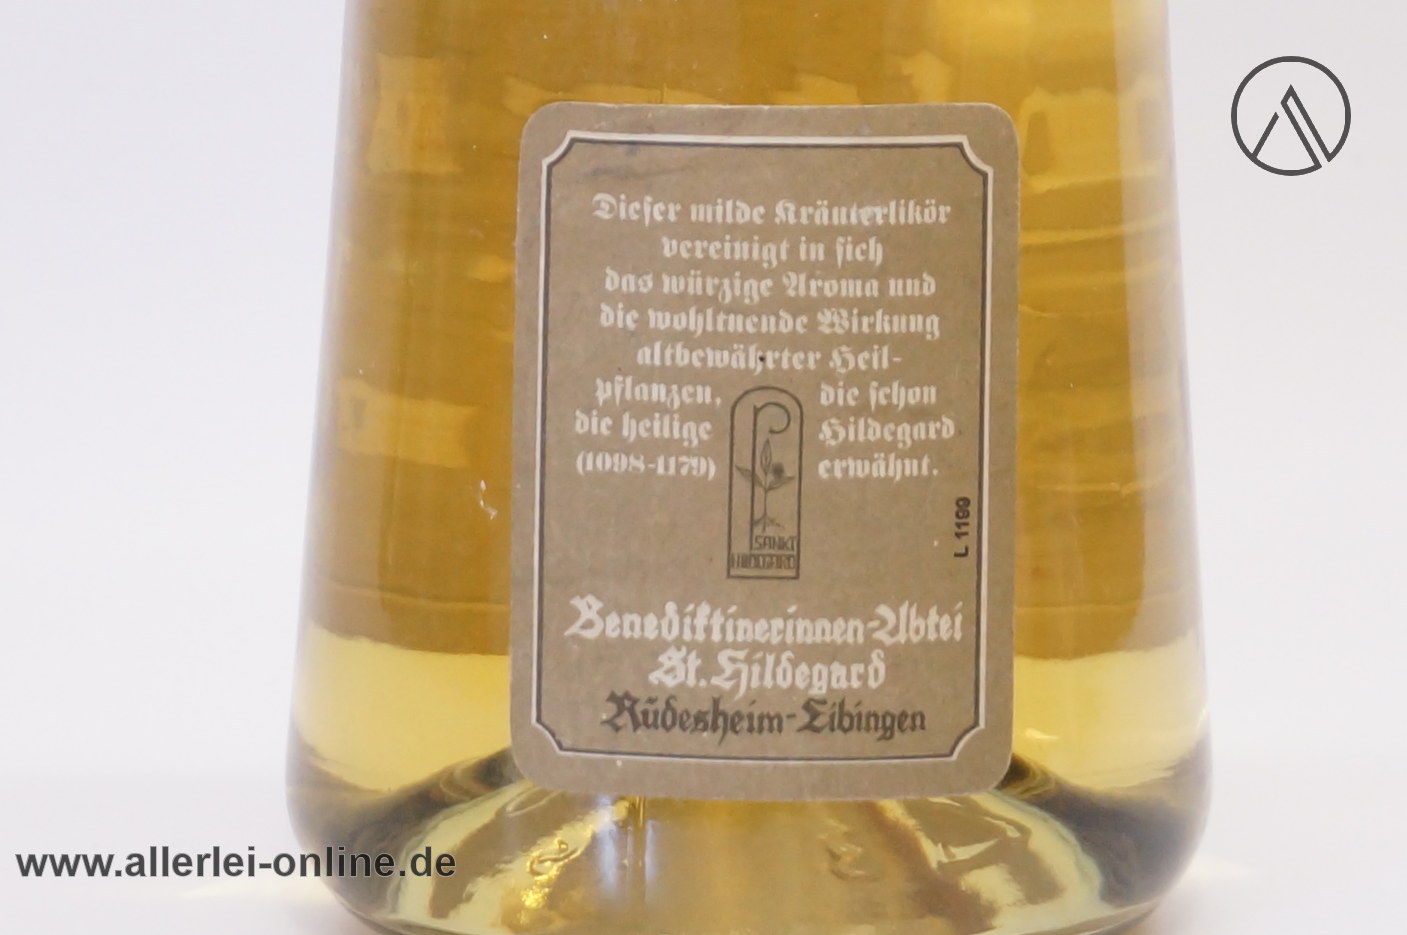 Dieser milde Kräuterlikör
vereinigt in sich
das würzige Aroma und
die wohltuende Wirkung
altbewährter Heil-
pflanzen, die schon
die heilige Hildegard
(1098-1179) erwähnt.
SANKT
HILDEGARD
L 1199
Benediktinerinnen-Abtei
St. Hildegard
Rüdesheim-Eibingen
www.allerlei-online.de